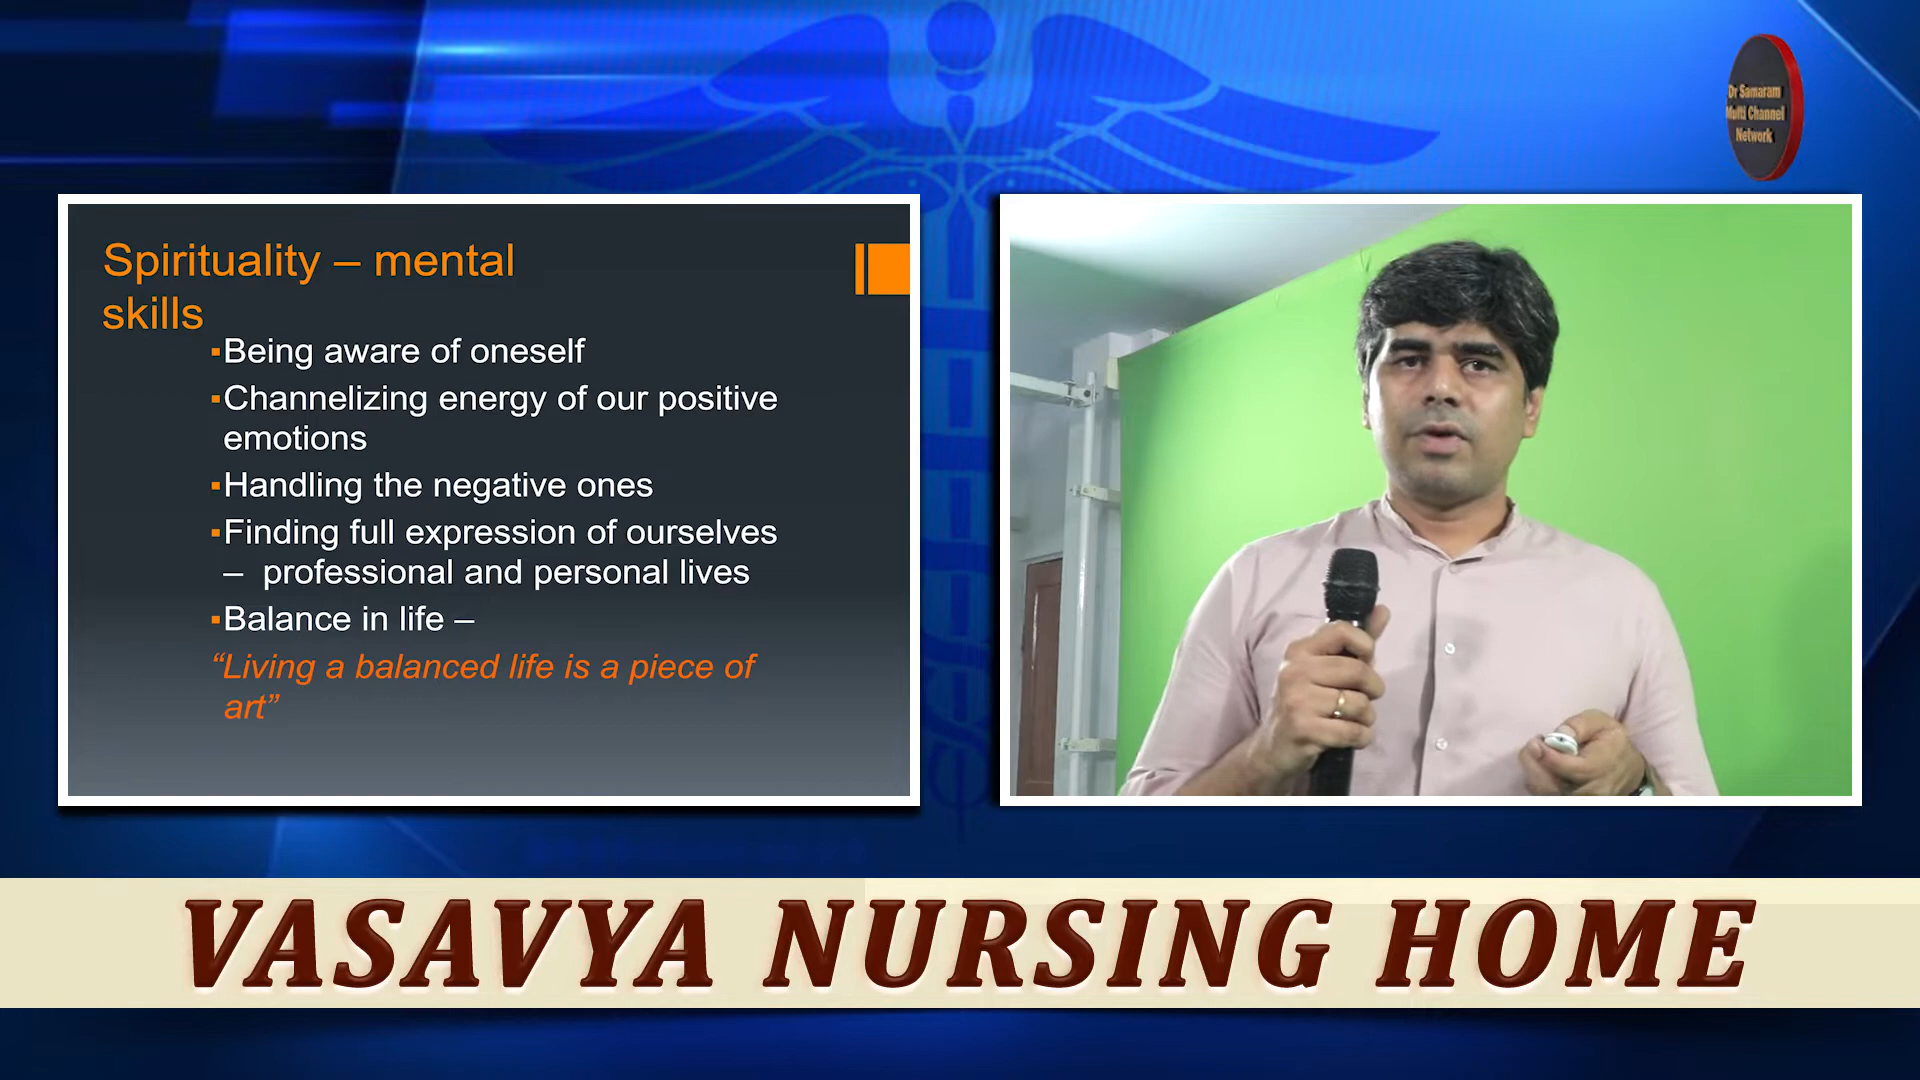 Dr Samaram
Multi Channel
Network
Spirituality – mental
skills
▪Being aware of oneself
▪Channelizing energy of our positive
emotions
▪Handling the negative ones
▪Finding full expression of ourselves
– professional and personal lives
▪Balance in life –
“Living a balanced life is a piece of
art”
VASAVYA NURSING HOME